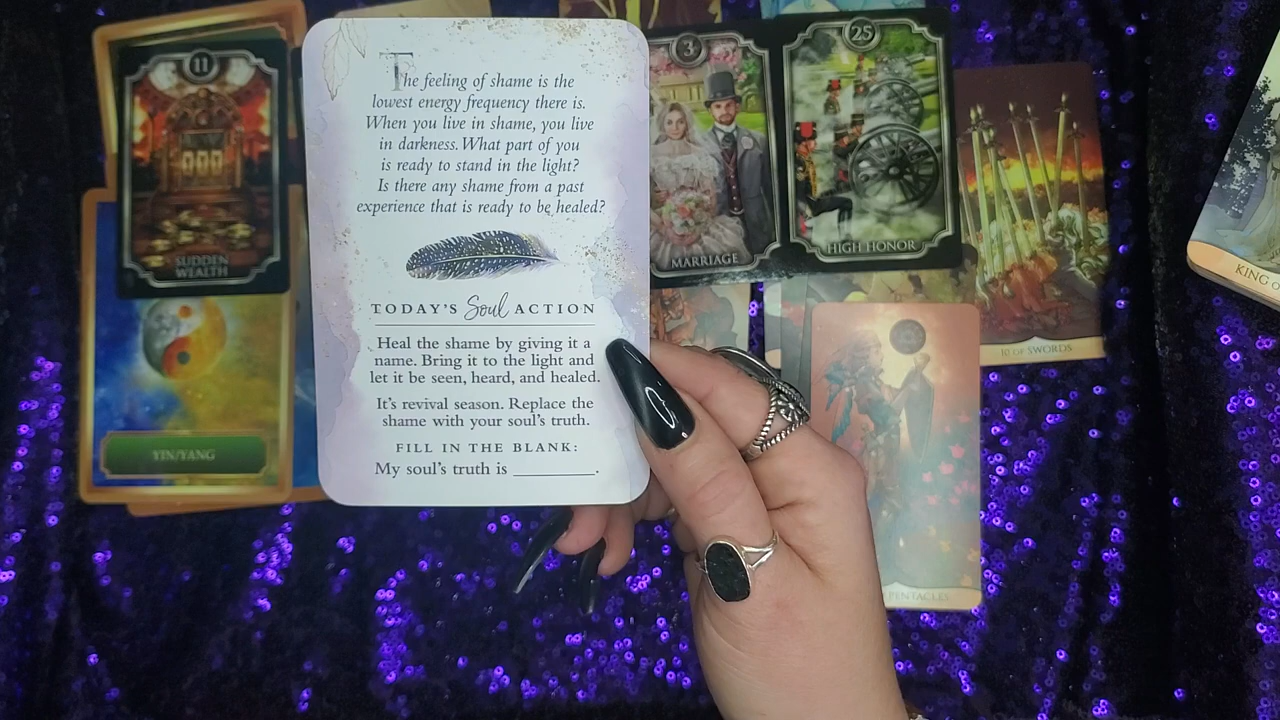 The feeling of shame is the
lowest energy frequency there is.
When you live in shame, you live
in darkness. What part of you
is ready to stand in the light?
Is there any shame from a past
experience that is ready to be healed?
TODAY'S Soul ACTION
Heal the shame by giving it a
name. Bring it to the light and
let it be seen, heard, and healed.
It's revival season. Replace the
shame with your soul's truth.
FILL IN THE BLANK:
My soul's truth is ________.
11
SUDDEN
WEALTH
YIN/YANG
3
MARRIAGE
25
HIGH HONOR
10 OF SWORDS
PENTACLES
KING O